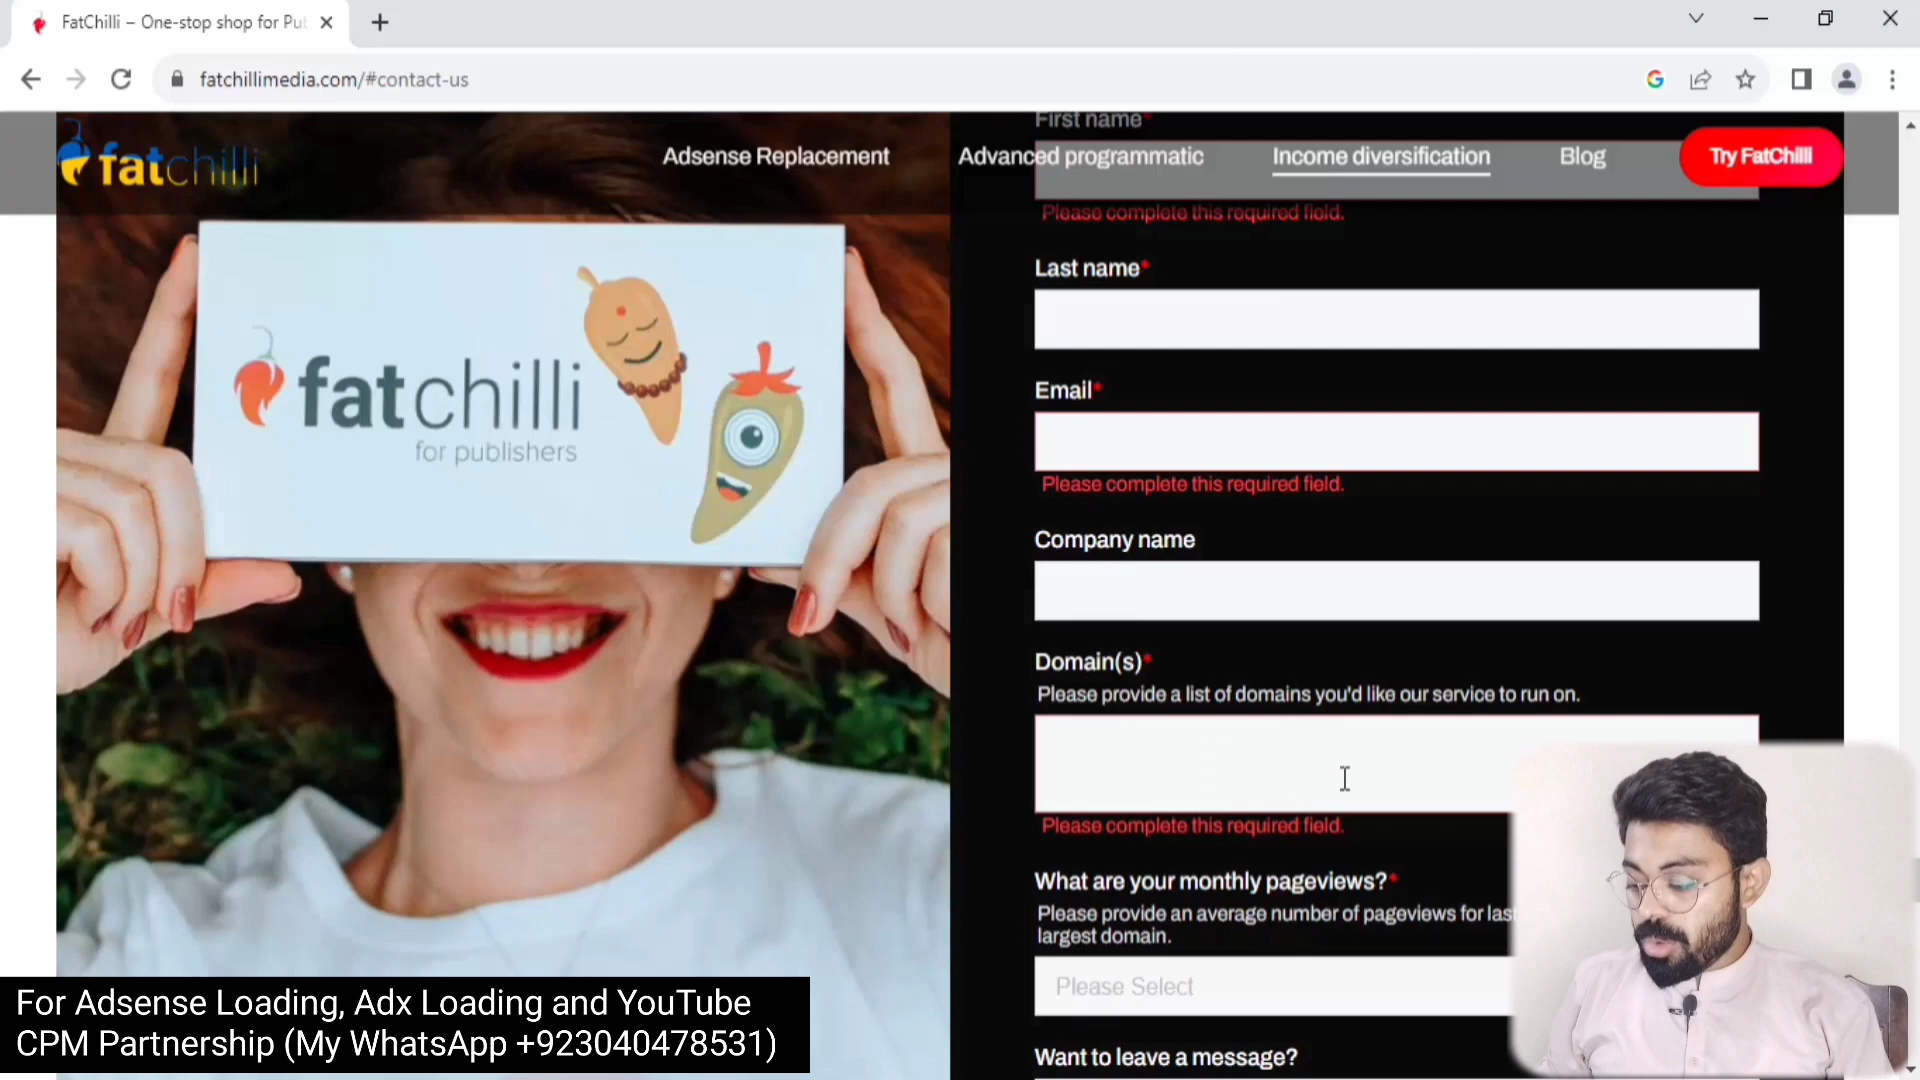 FatChilli – One-stop shop for Pu
fatchillimedia.com/#contact-us
fatchilli
Adsense Replacement
Advanced programmatic
Income diversification
Blog
Try FatChilli
First name*
Please complete this required field.
Last name*
Email*
Please complete this required field.
Company name
Domain(s)*
Please provide a list of domains you'd like our service to run on.
Please complete this required field.
What are your monthly pageviews?*
Please provide an average number of pageviews for last
largest domain.
Please Select
Want to leave a message?
fatchilli
for publishers
For Adsense Loading, Adx Loading and YouTube
CPM Partnership (My WhatsApp +923040478531)